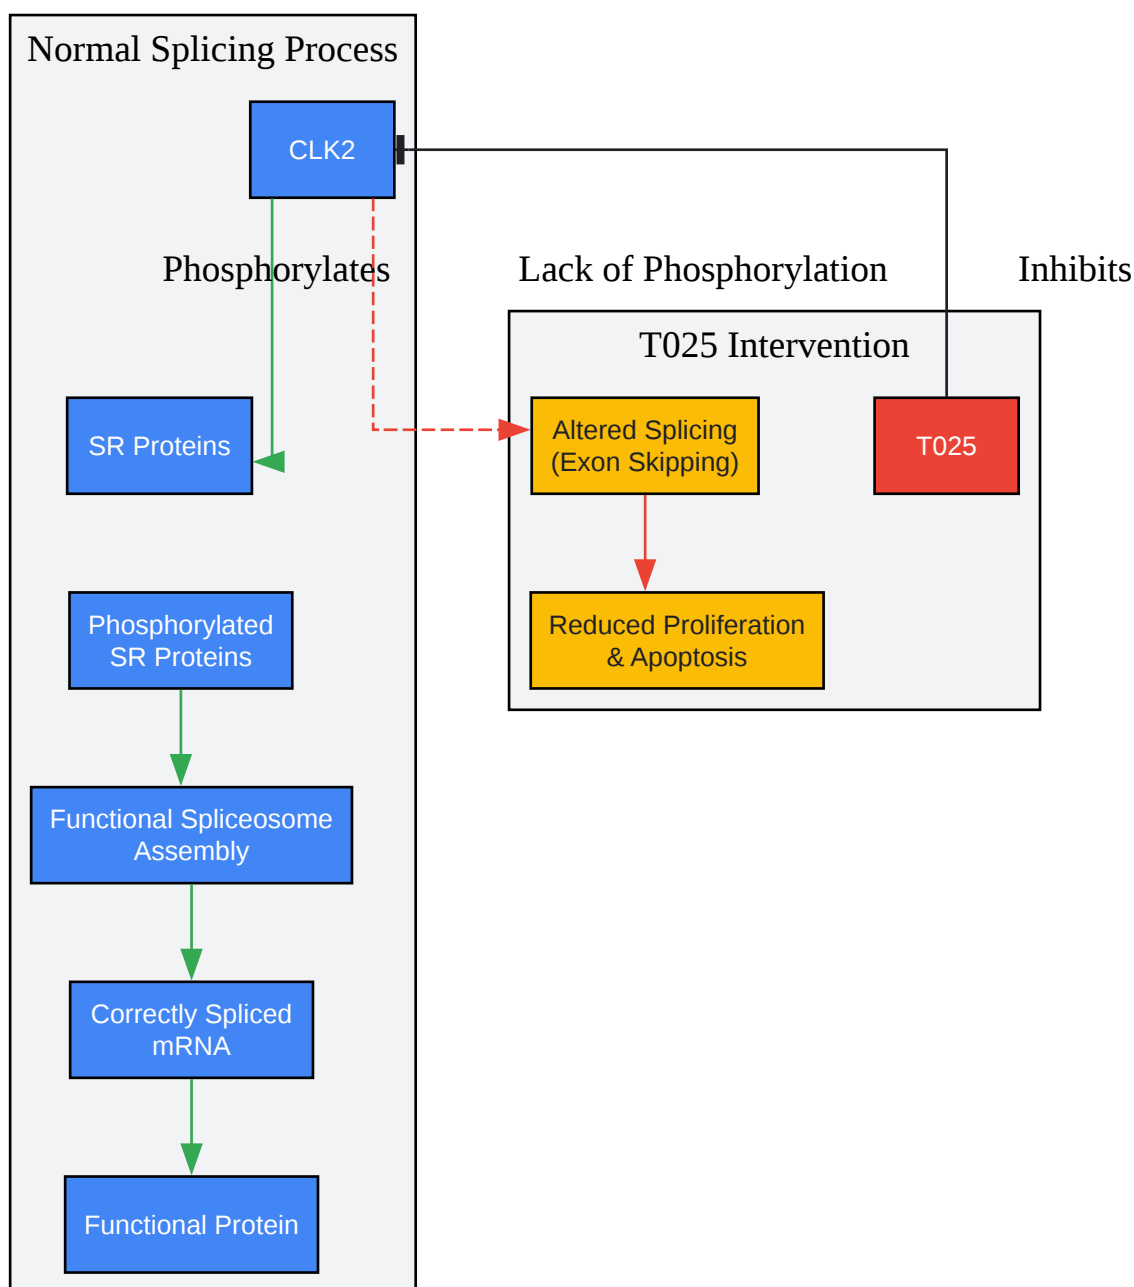 Normal Splicing Process
CLK2
Phosphorylates
Lack of Phosphorylation
Inhibits
T025 Intervention
SR Proteins
Altered Splicing
(Exon Skipping)
T025
Phosphorylated
SR Proteins
Reduced Proliferation
& Apoptosis
Functional Spliceosome
Assembly
Correctly Spliced
mRNA
Functional Protein